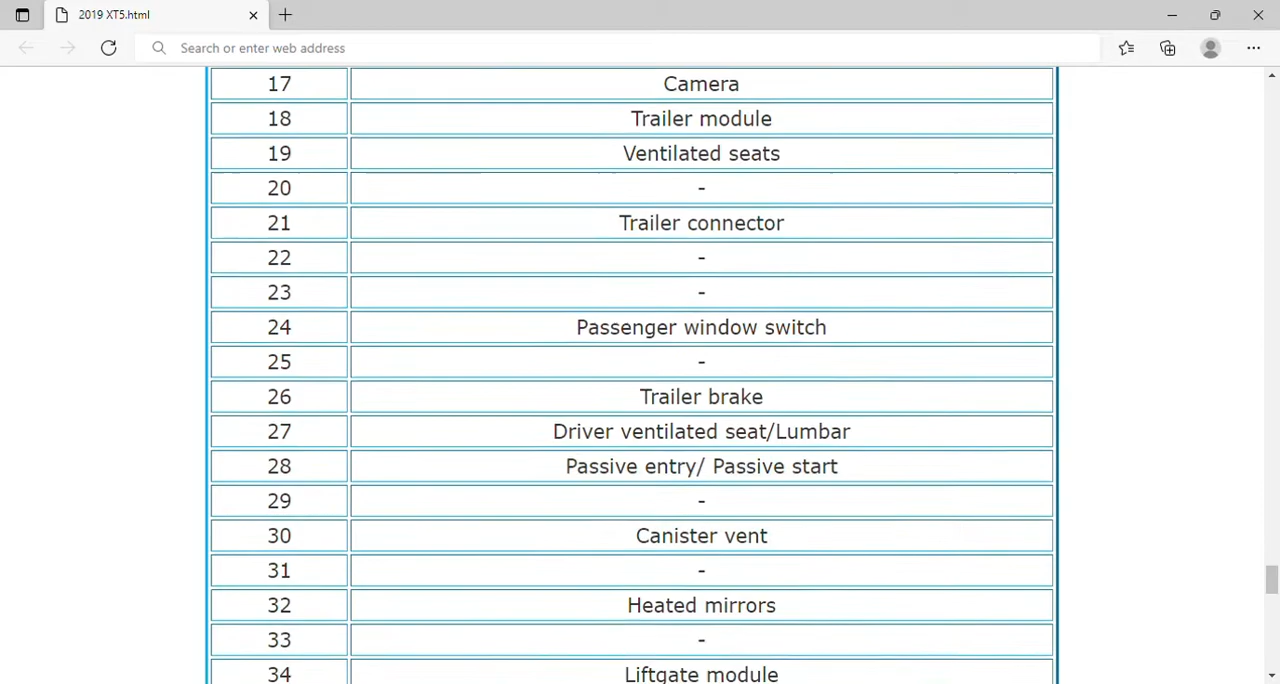 2019 XT5.html
Search or enter web address
17 Camera
18 Trailer module
19 Ventilated seats
20 -
21 Trailer connector
22 -
23 -
24 Passenger window switch
25 -
26 Trailer brake
27 Driver ventilated seat/Lumbar
28 Passive entry/ Passive start
29 -
30 Canister vent
31 -
32 Heated mirrors
33 -
34 Liftgate module